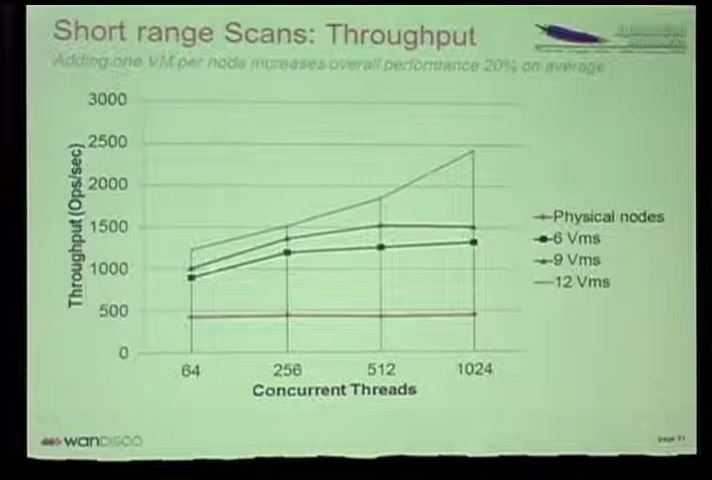 Short range Scans: Throughput
Adding one VM per node increases overall performance 20% on average
3000
2500
2000
1500
1000
500
0
Throughput (Ops/sec)
64 256 512 1024
Concurrent Threads
Physical nodes
6 Vms
9 Vms
12 Vms
WANDISCO
page